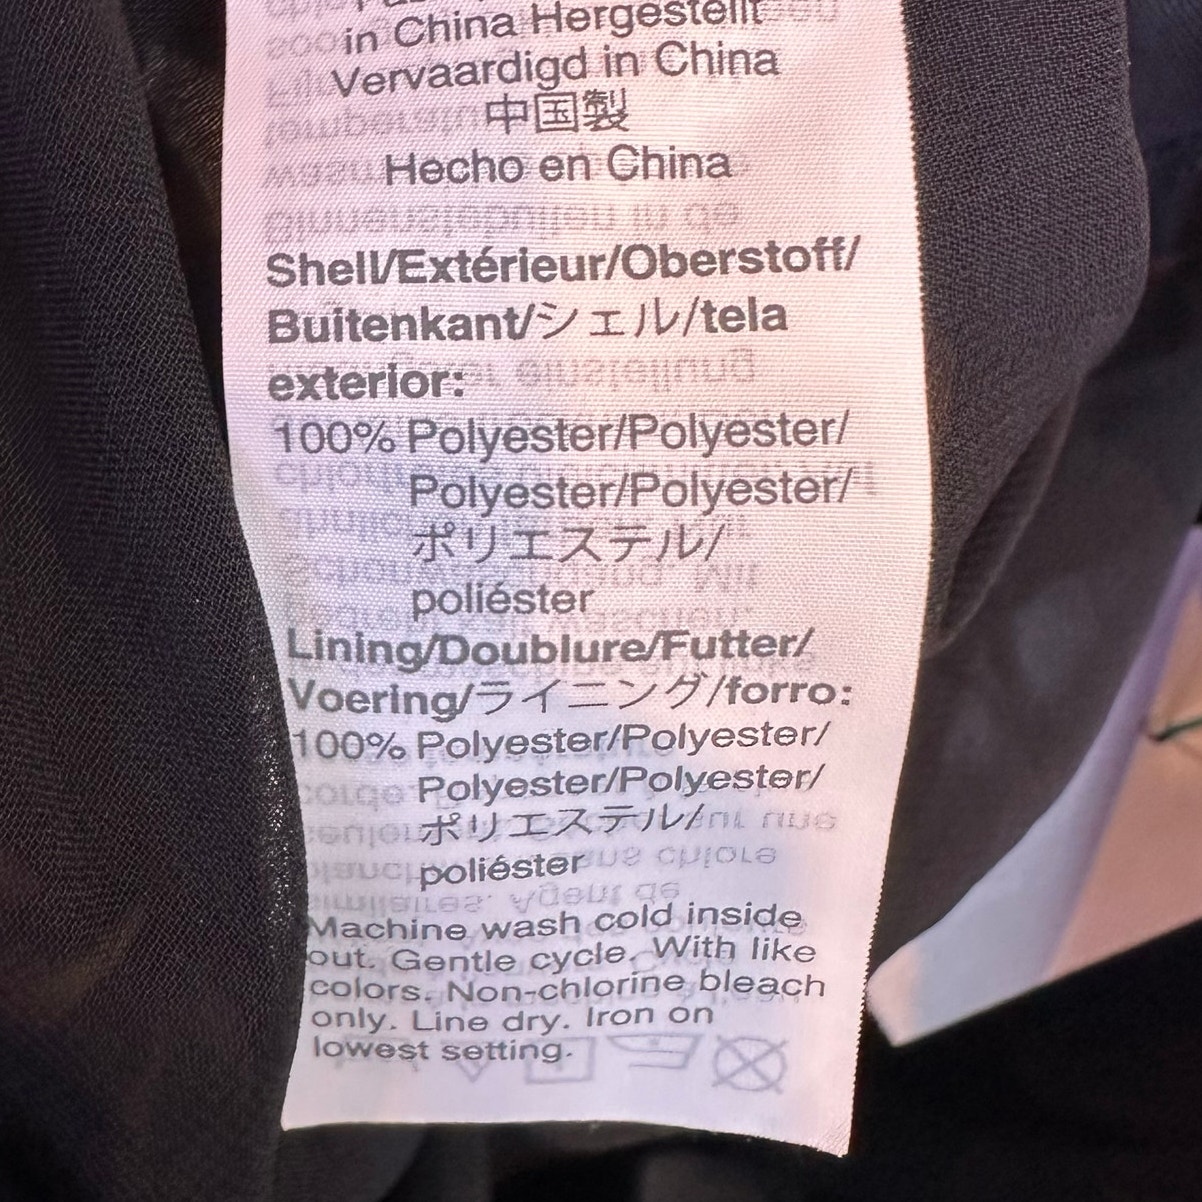 in China Hergestellt
Vervaardigd in China
中国製
Hecho en China
Shell/Extérieur/Oberstoff/
Buitenkant/シェル/tela
exterior:
100% Polyester/Polyester/
Polyester/Polyester/
ポリエステル/
poliéster
Lining/Doublure/Futter/
Voering/ライニング/forro:
100% Polyester/Polyester/
Polyester/Polyester/
ポリエステル/
poliéster
Machine wash cold inside
out. Gentle cycle. With like
colors. Non-chlorine bleach
only. Line dry. Iron on
lowest setting.